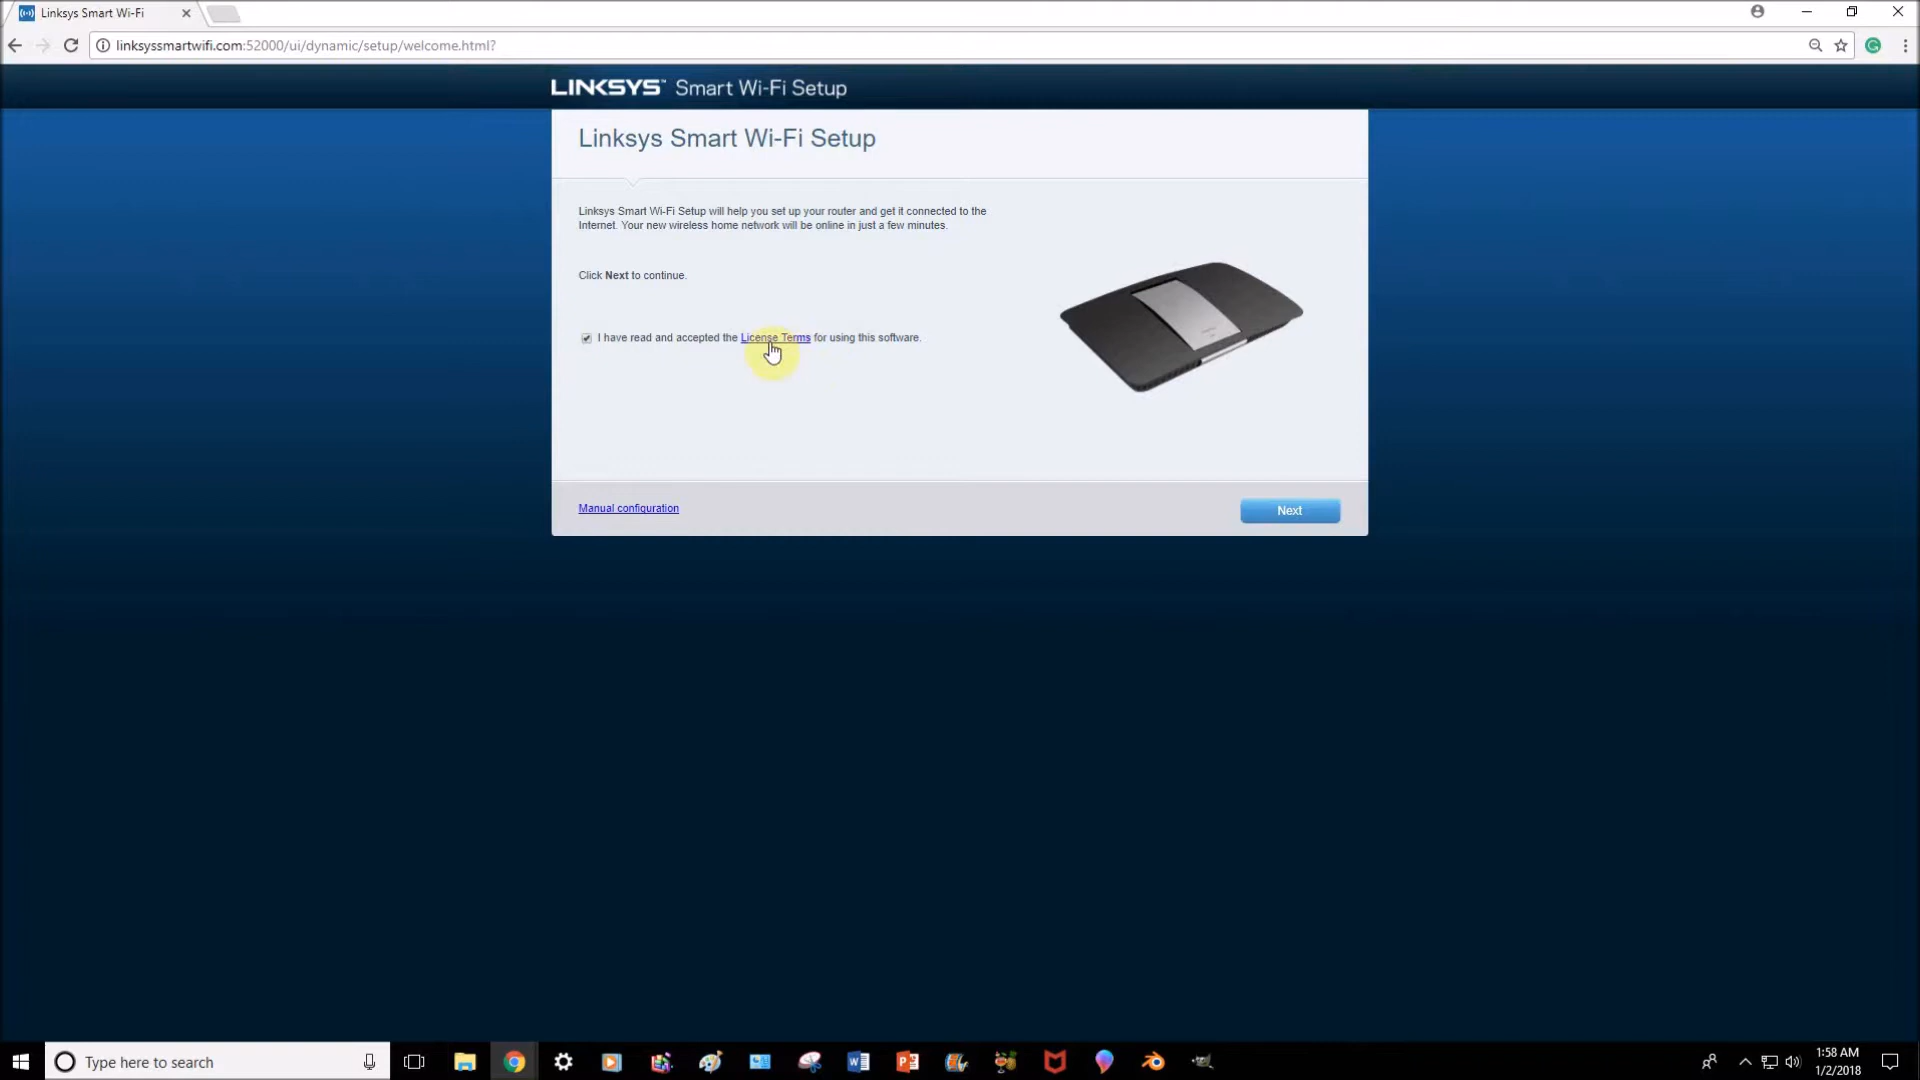 Linksys Smart Wi-Fi
linksyssmartwifi.com:52000/ui/dynamic/setup/welcome.html?
LINKSYS™ Smart Wi-Fi Setup
Linksys Smart Wi-Fi Setup
Linksys Smart Wi-Fi Setup will help you set up your router and get it connected to the
Internet. Your new wireless home network will be online in just a few minutes.
Click Next to continue.
I have read and accepted the License Terms for using this software.
Manual configuration
Next
Type here to search
1:58 AM
1/2/2018